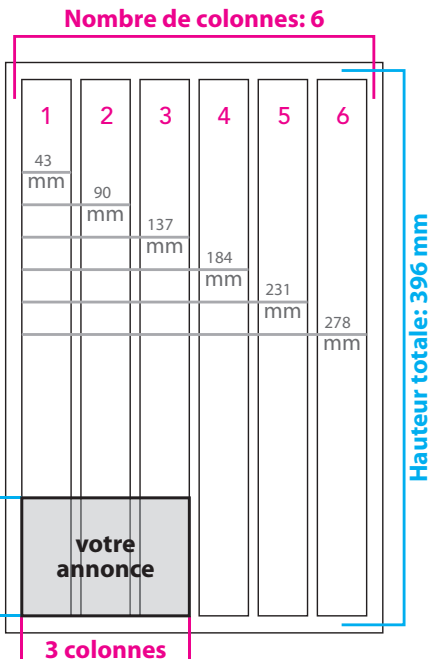 Nombre de colonnes: 6
1 2 3 4 5 6
43
mm
90
mm
137
mm
184
mm
231
mm
278
mm
Hauteur totale: 396 mm
votre
annonce
3 colonnes